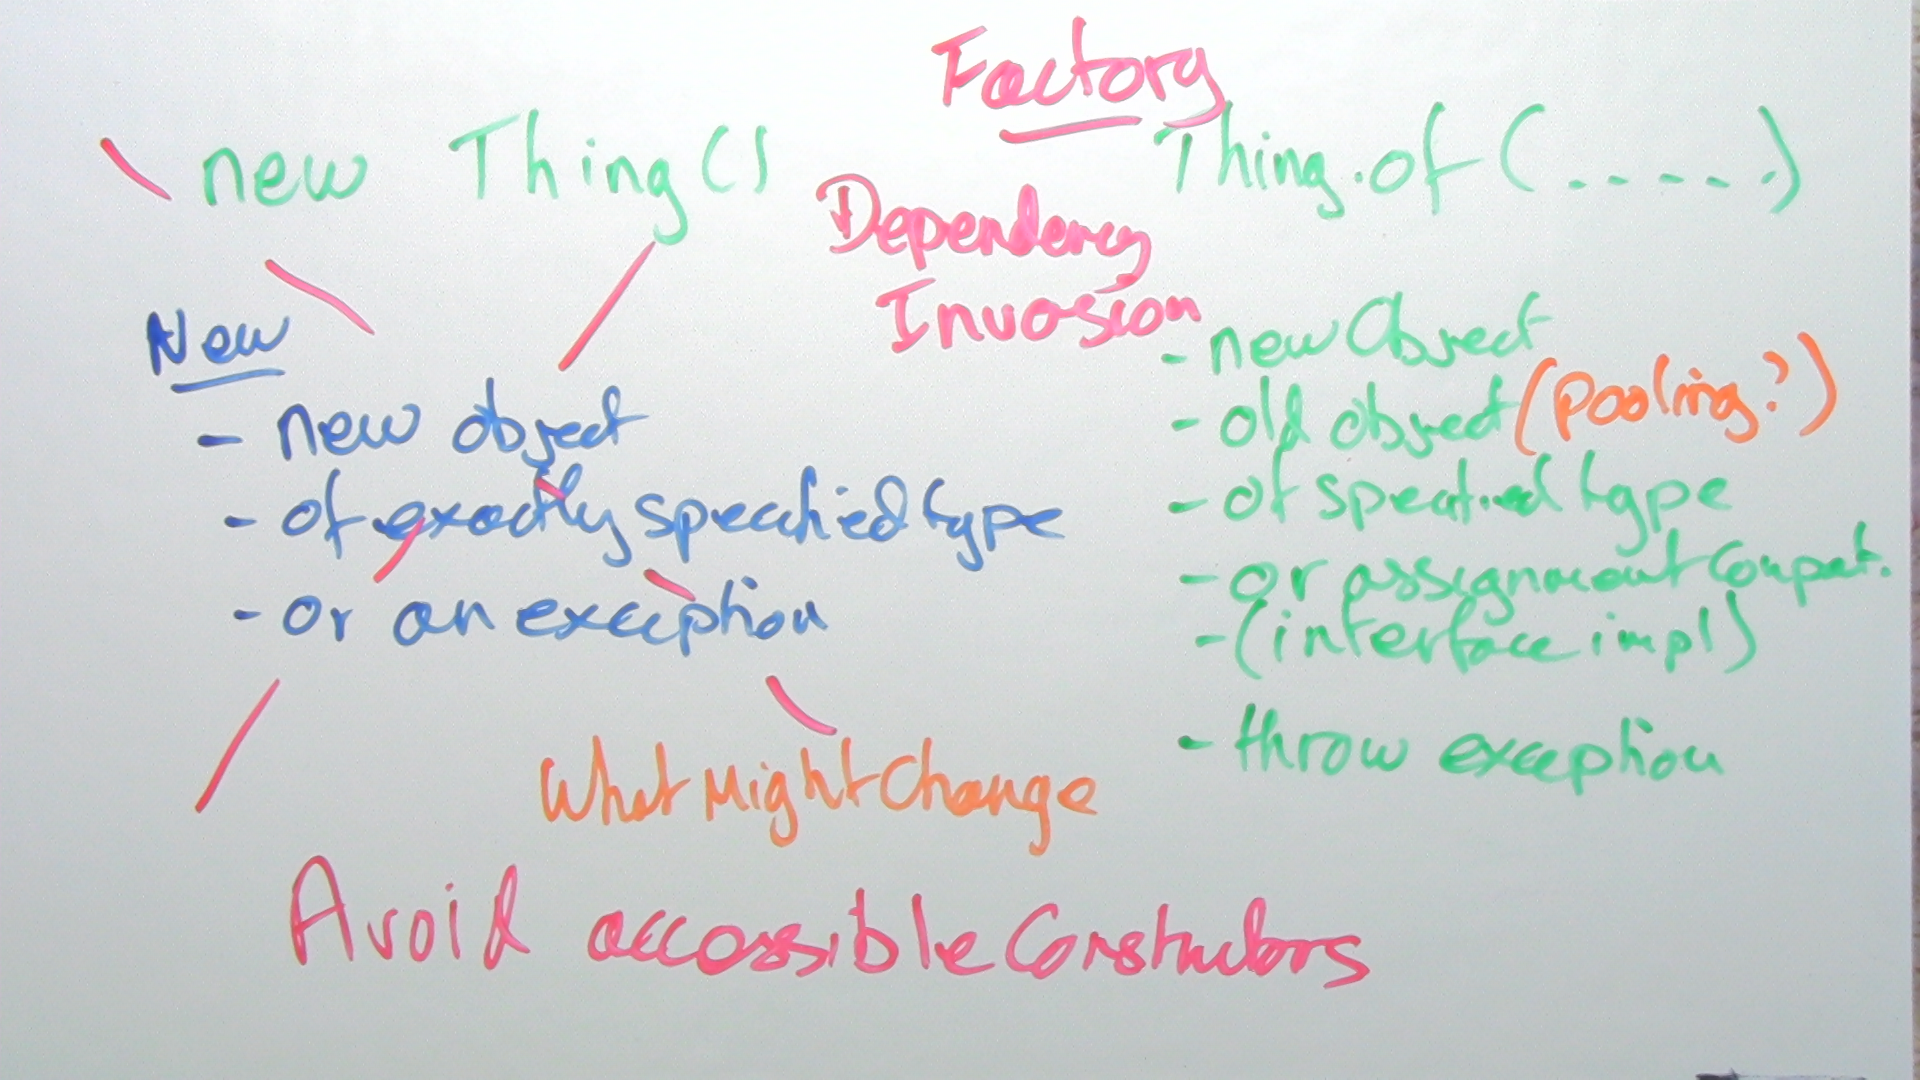 Factory
new Thing()
Thing.of(.....)
Dependency
Invasion
New
- new object
- of exactly specified type
- or an exception
- new Object
- old object (pooling?)
- of specified type
- or assignment compat.
- (interface impl)
- throw exception
What Might Change
Avoid accessible Constructors